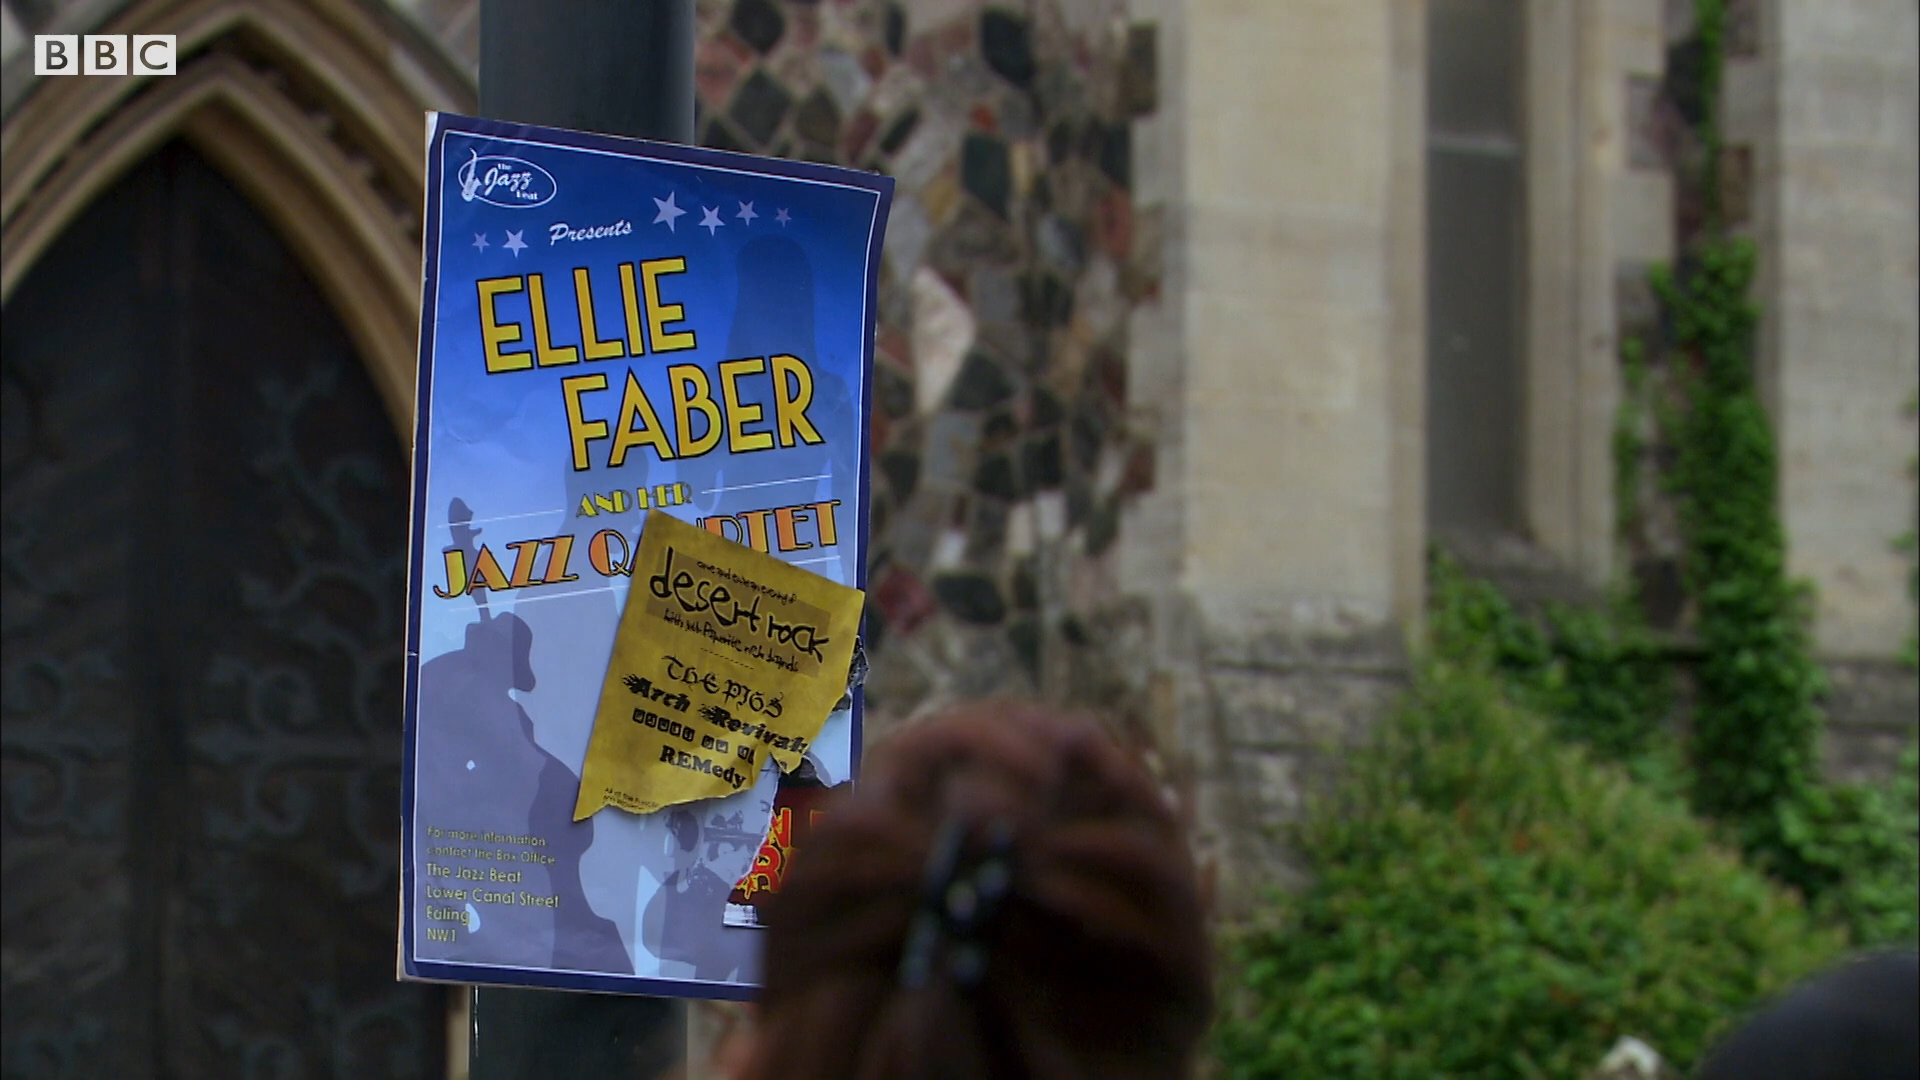 BBC
the
Jazz
beat
Presents
ELLIE
FABER
AND HER
JAZZ
desert rock
THE PIGS
Arch Revival
REMedy
For more information
contact the Box Office
The Jazz Beat
Lower Canal Street
Ealing
NW1